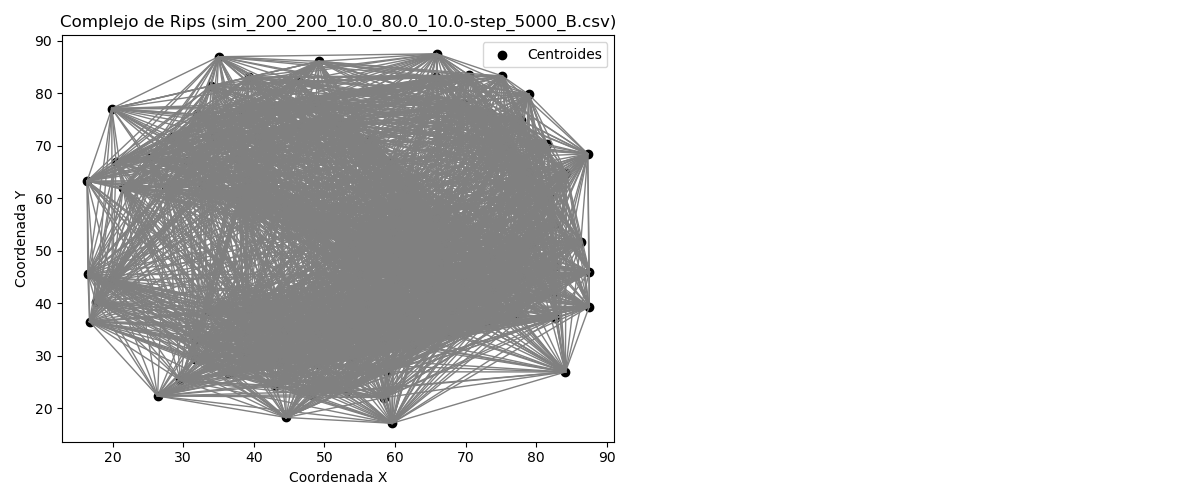 Complejo de Rips (sim_200_200_10.0_80.0_10.0-step_5000_B.csv)
Centroides
90
80
70
60
50
40
30
20
Coordenada Y
20 30 40 50 60 70 80 90
Coordenada X